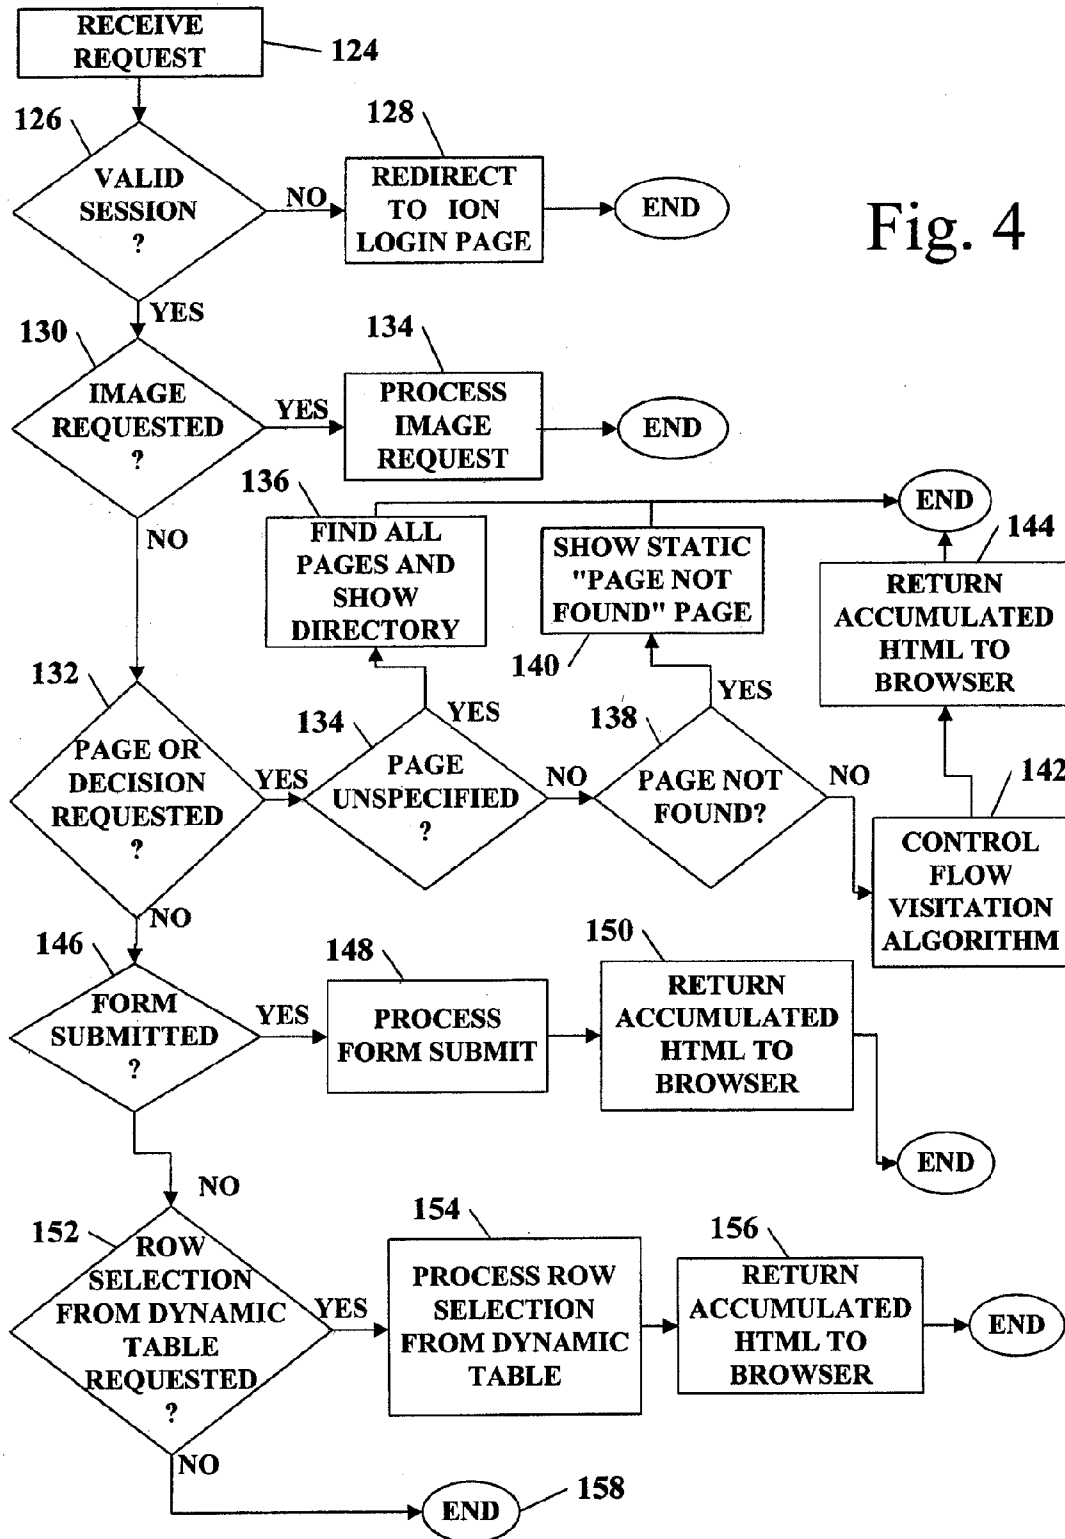 RECEIVE
REQUEST
124
126
VALID
SESSION
?
NO
128
REDIRECT
TO ION
LOGIN PAGE
END
Fig. 4
YES
130
IMAGE
REQUESTED
?
YES
134
PROCESS
IMAGE
REQUEST
END
NO
136
FIND ALL
PAGES AND
SHOW
DIRECTORY
SHOW STATIC
"PAGE NOT
FOUND" PAGE
140
END
144
RETURN
ACCUMULATED
HTML TO
BROWSER
132
PAGE OR
DECISION
REQUESTED
?
YES
134
YES
PAGE
UNSPECIFIED
?
NO
138
YES
PAGE NOT
FOUND?
NO
142
CONTROL
FLOW
VISITATION
ALGORITHM
NO
146
FORM
SUBMITTED
?
YES
148
PROCESS
FORM SUBMIT
150
RETURN
ACCUMULATED
HTML TO
BROWSER
END
NO
152
ROW
SELECTION
FROM DYNAMIC
TABLE
REQUESTED
?
YES
154
PROCESS ROW
SELECTION
FROM DYNAMIC
TABLE
156
RETURN
ACCUMULATED
HTML TO
BROWSER
END
NO
END
158